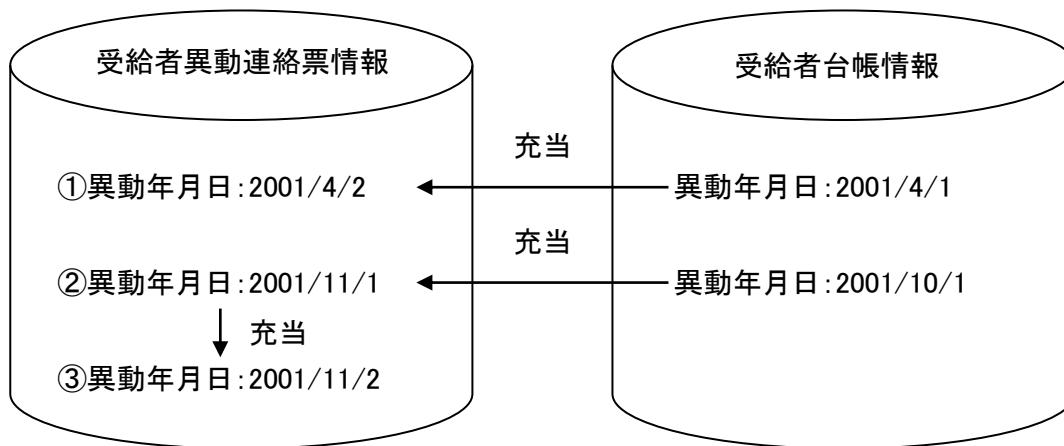 受給者異動連絡票情報
受給者台帳情報
充当
①異動年月日:2001/4/2
異動年月日:2001/4/1
充当
②異動年月日:2001/11/1
異動年月日:2001/10/1
充当
③異動年月日:2001/11/2